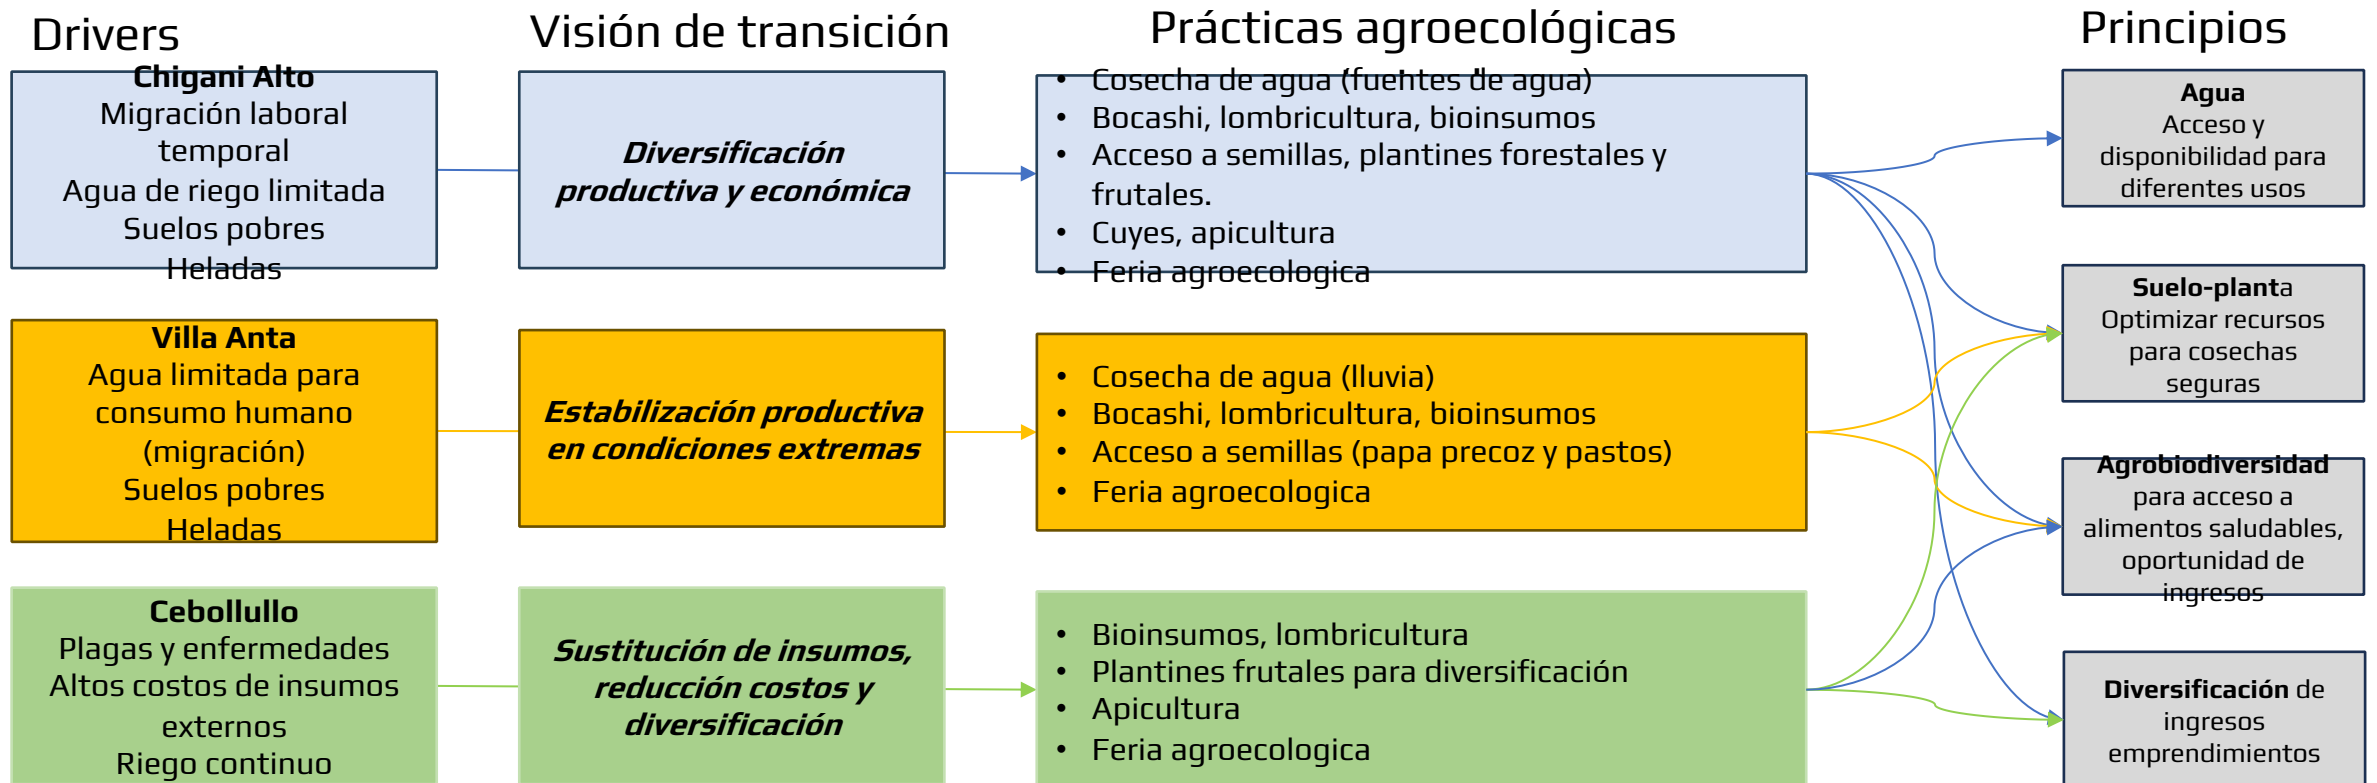 Drivers
Visión de transición
Prácticas agroecológicas
Principios
Chigani Alto
Migración laboral
temporal
Agua de riego limitada
Suelos pobres
Heladas
Diversificación
productiva y económica
• Cosecha de agua (fuentes de agua)
• Bocashi, lombricultura, bioinsumos
• Acceso a semillas, plantines forestales y
frutales.
• Cuyes, apicultura
• Feria agroecologica
Villa Anta
Agua limitada para
consumo humano
(migración)
Suelos pobres
Heladas
Estabilización productiva
en condiciones extremas
• Cosecha de agua (lluvia)
• Bocashi, lombricultura, bioinsumos
• Acceso a semillas (papa precoz y pastos)
• Feria agroecologica
Cebollullo
Plagas y enfermedades
Altos costos de insumos
externos
Riego continuo
Sustitución de insumos,
reducción costos y
diversificación
• Bioinsumos, lombricultura
• Plantines frutales para diversificación
• Apicultura
• Feria agroecologica
Agua
Acceso y
disponibilidad para
diferentes usos
Suelo-planta
Optimizar recursos
para cosechas
seguras
Agrobiodiversidad
para acceso a
alimentos saludables,
oportunidad de
ingresos
Diversificación de
ingresos
emprendimientos